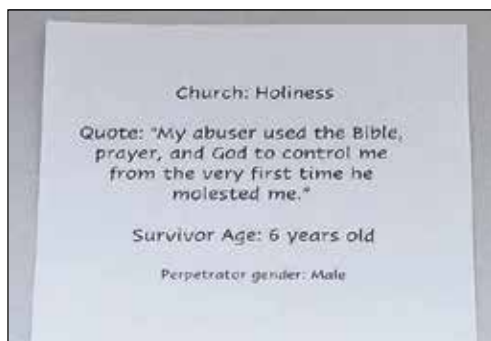 Church: Holiness
Quote: "My abuser used the Bible,
prayer, and God to control me
from the very first time he
molested me."
Survivor Age: 6 years old
Perpetrator gender: Male